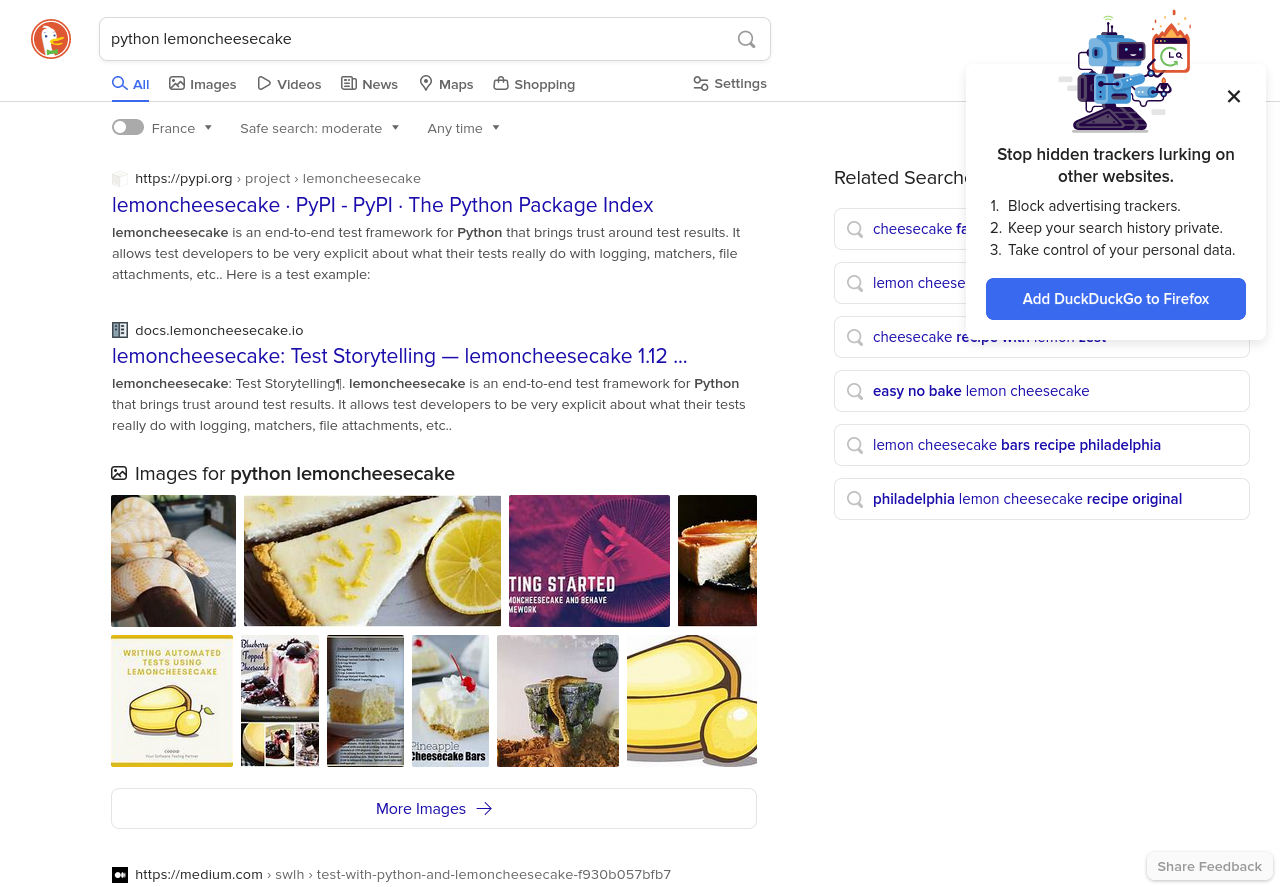 python lemoncheesecake
All
Images
Videos
News
Maps
Shopping
Settings
France
Safe search: moderate
Any time
https://pypi.org › project › lemoncheesecake
lemoncheesecake · PyPI - PyPI · The Python Package Index
lemoncheesecake is an end-to-end test framework for Python that brings trust around test results. It
allows test developers to be very explicit about what their tests really do with logging, matchers, file
attachments, etc.. Here is a test example:
docs.lemoncheesecake.io
lemoncheesecake: Test Storytelling — lemoncheesecake 1.12 ...
lemoncheesecake: Test Storytelling¶. lemoncheesecake is an end-to-end test framework for Python
that brings trust around test results. It allows test developers to be very explicit about what their tests
really do with logging, matchers, file attachments, etc..
Images for python lemoncheesecake
TING STARTED
MONCHEESECAKE AND BEHAVE
MEWORK
WRITING AUTOMATED
TESTS USING
LEMONCHEESECAKE
Your Software Testing Partner
Blueberry
Topped
Cheesecake
Pineapple
Cheesecake Bars
More Images
https://medium.com › swlh › test-with-python-and-lemoncheesecake-f930b057bfb7
Related Searche
cheesecake fa
lemon cheese
cheesecake recipe with lemon zest
easy no bake lemon cheesecake
lemon cheesecake bars recipe philadelphia
philadelphia lemon cheesecake recipe original
Stop hidden trackers lurking on
other websites.
1. Block advertising trackers.
2. Keep your search history private.
3. Take control of your personal data.
Add DuckDuckGo to Firefox
Share Feedback